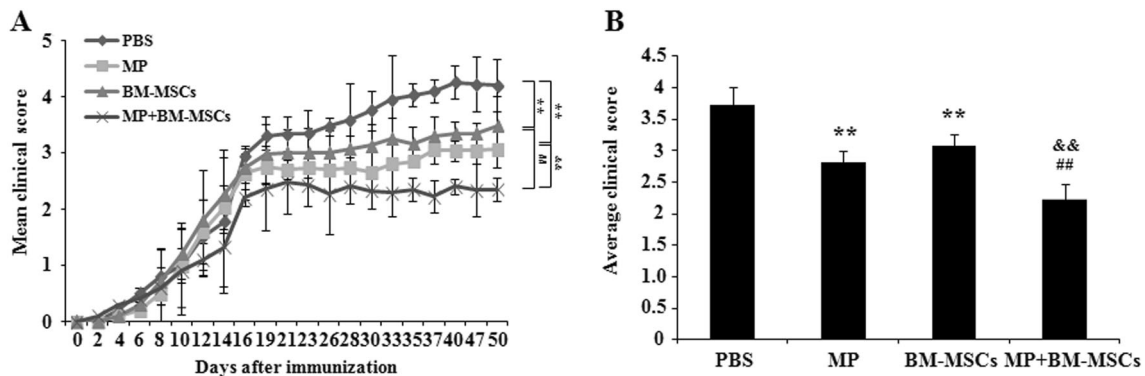 A
PBS
MP
BM-MSCs
MP+BM-MSCs
5
4
3
2
1
0
Mean clinical score
0 2 4 6 8 10 12 14 16 19 21 23 26 28 30 33 35 37 40 47 50
Days after immunization
**
**
##
&&
B
4.5
4
3.5
3
2.5
2
1.5
1.0
0.5
0
Average clinical score
**
**
&&
##
PBS MP BM-MSCs MP+BM-MSCs